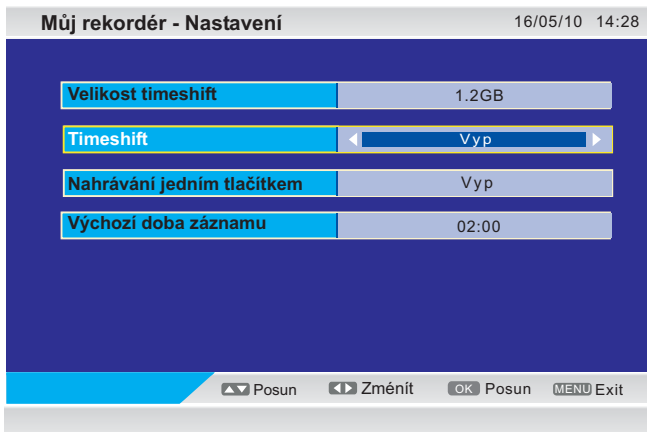 Můj rekordér - Nastavení 16/05/10 14:28
Velikost timeshift 1.2GB
Timeshift Vyp
Nahrávání jedním tlačítkem Vyp
Výchozí doba záznamu 02:00
Posun Zménít OK Posun MENU Exit